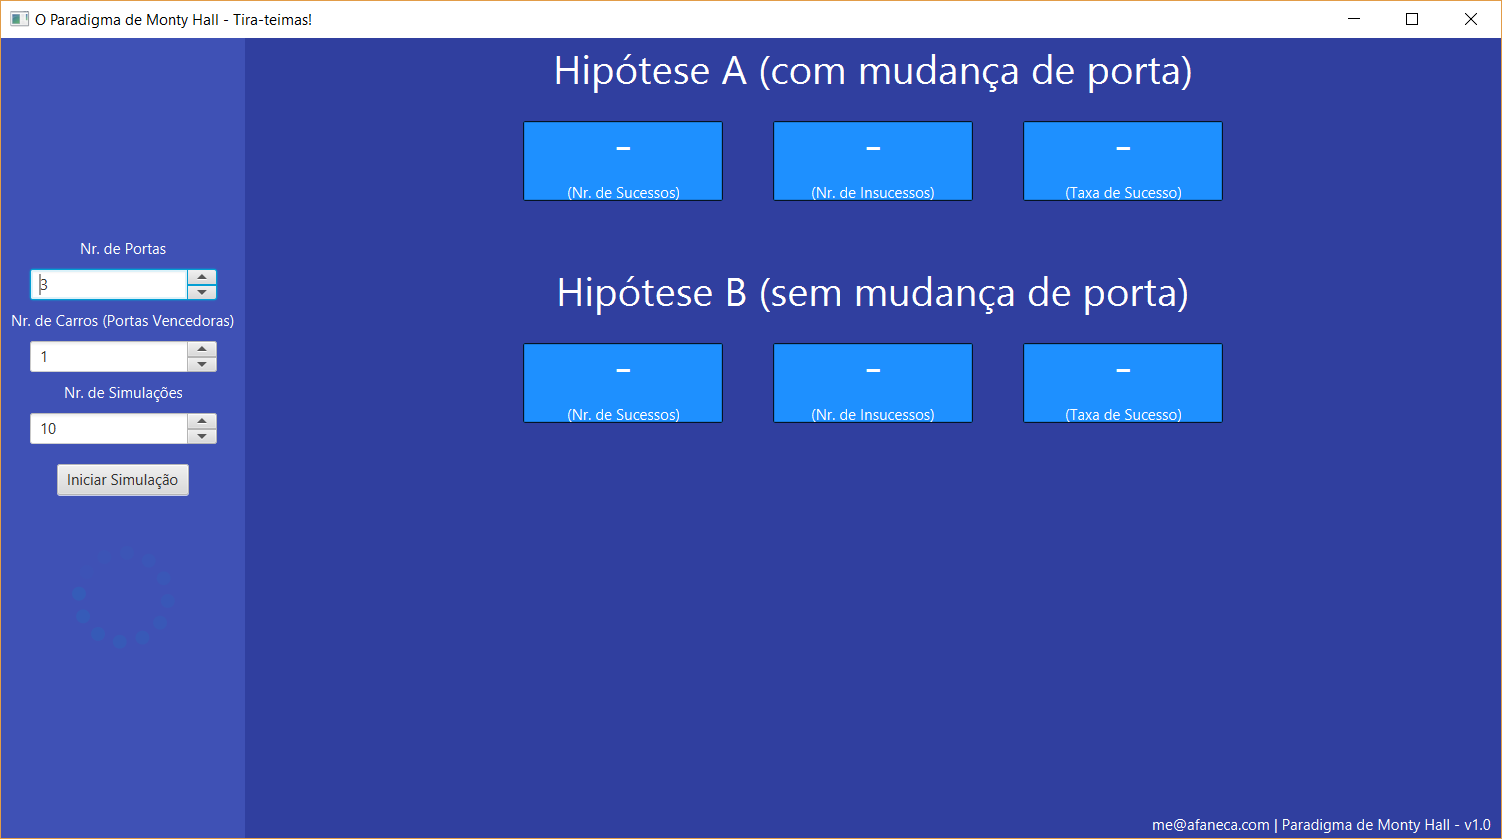 O Paradigma de Monty Hall - Tira-teimas!
Nr. de Portas
3
Nr. de Carros (Portas Vencedoras)
1
Nr. de Simulações
10
Iniciar Simulação
Hipótese A (com mudança de porta)
– – –
(Nr. de Sucessos) (Nr. de Insucessos) (Taxa de Sucesso)
Hipótese B (sem mudança de porta)
– – –
(Nr. de Sucessos) (Nr. de Insucessos) (Taxa de Sucesso)
me@afaneca.com | Paradigma de Monty Hall - v1.0